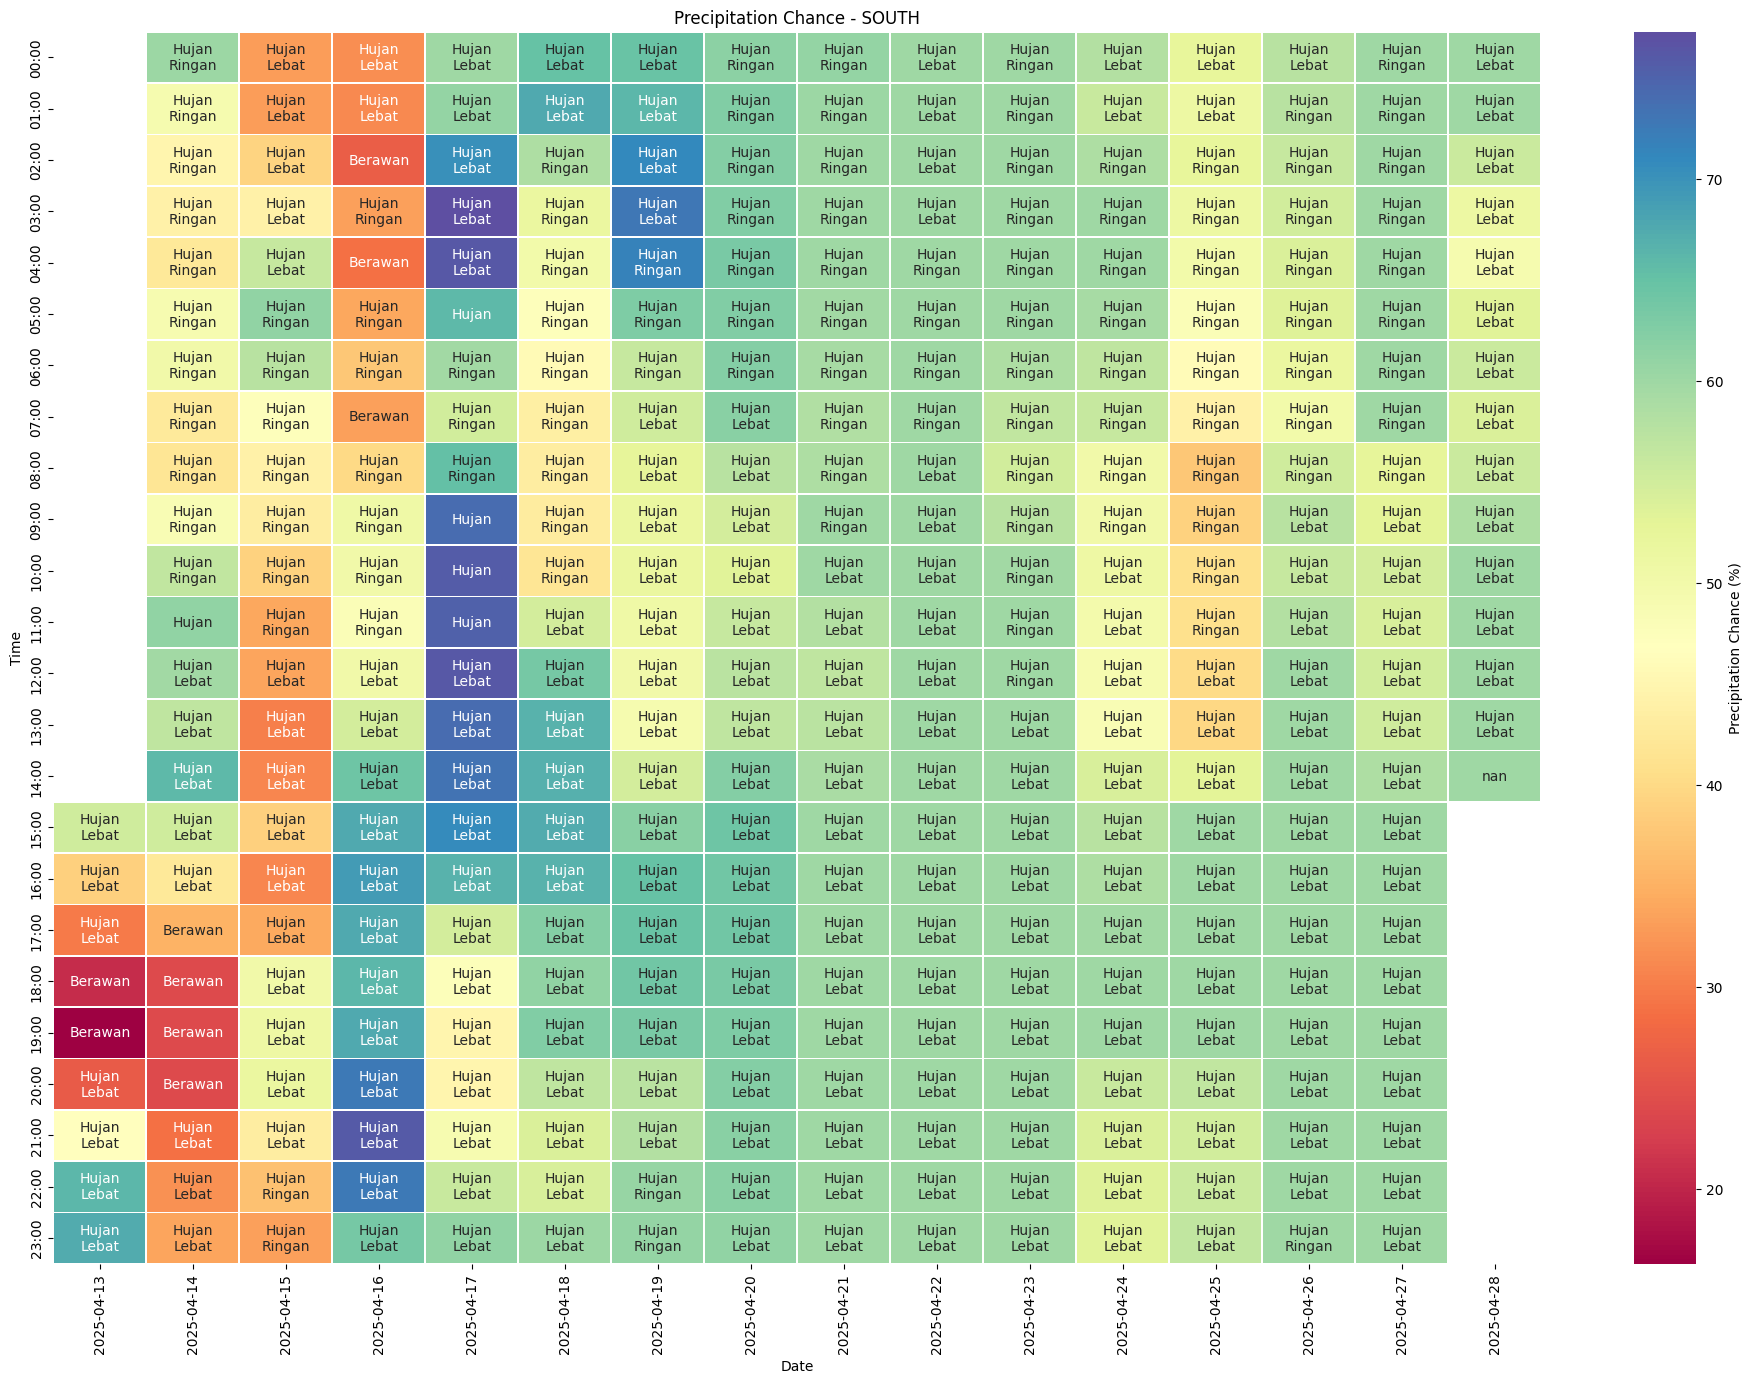 Precipitation Chance - SOUTH
Hujan Hujan Hujan Hujan Hujan Hujan Hujan Hujan Hujan Hujan Hujan Hujan Hujan Hujan Hujan
00:00
Ringan Lebat Lebat Lebat Lebat Lebat Ringan Ringan Lebat Ringan Lebat Lebat Lebat Ringan Lebat
Hujan Hujan Hujan Hujan Hujan Hujan Hujan Hujan Hujan Hujan Hujan Hujan Hujan Hujan Hujan
01:00
Ringan Lebat Lebat Lebat Lebat Lebat Ringan Ringan Lebat Ringan Lebat Lebat Ringan Ringan Lebat
Hujan Hujan Hujan Hujan Hujan Hujan Hujan Hujan Hujan Hujan Hujan Hujan Hujan Hujan
02:00 Berawan
Ringan Lebat Lebat Ringan Lebat Ringan Ringan Lebat Ringan Ringan Ringan Ringan Ringan Lebat
70
Hujan Hujan Hujan Hujan Hujan Hujan Hujan Hujan Hujan Hujan Hujan Hujan Hujan Hujan Hujan
03:00
Ringan Lebat Ringan Lebat Ringan Lebat Ringan Ringan Lebat Ringan Ringan Ringan Ringan Ringan Lebat
Hujan Hujan Hujan Hujan Hujan Hujan Hujan Hujan Hujan Hujan Hujan Hujan Hujan Hujan
04:00 Berawan
Ringan Lebat Lebat Ringan Ringan Ringan Ringan Ringan Ringan Ringan Ringan Ringan Ringan Lebat
Hujan Hujan Hujan Hujan Hujan Hujan Hujan Hujan Hujan Hujan Hujan Hujan Hujan Hujan
05:00 Hujan
Ringan Ringan Ringan Ringan Ringan Ringan Ringan Ringan Ringan Ringan Ringan Ringan Ringan Lebat
Hujan Hujan Hujan Hujan Hujan Hujan Hujan Hujan Hujan Hujan Hujan Hujan Hujan Hujan Hujan
06:00
Ringan Ringan Ringan Ringan Ringan Ringan Ringan Ringan Ringan Ringan Ringan Ringan Ringan Ringan Lebat
60
Hujan Hujan Hujan Hujan Hujan Hujan Hujan Hujan Hujan Hujan Hujan Hujan Hujan Hujan
07:00 Berawan
Ringan Ringan Ringan Ringan Lebat Lebat Ringan Ringan Ringan Ringan Ringan Ringan Ringan Lebat
Hujan Hujan Hujan Hujan Hujan Hujan Hujan Hujan Hujan Hujan Hujan Hujan Hujan Hujan Hujan
08:00
Ringan Ringan Ringan Ringan Ringan Lebat Lebat Ringan Lebat Ringan Ringan Ringan Ringan Ringan Lebat
Hujan Hujan Hujan Hujan Hujan Hujan Hujan Hujan Hujan Hujan Hujan Hujan Hujan Hujan
09:00 Hujan
Ringan Ringan Ringan Ringan Lebat Lebat Ringan Lebat Ringan Ringan Ringan Lebat Lebat Lebat
Hujan Hujan Hujan Hujan Hujan Hujan Hujan Hujan Hujan Hujan Hujan Hujan Hujan Hujan
10:00 Hujan
Ringan Ringan Ringan Ringan Lebat Lebat Lebat Lebat Ringan Lebat Ringan Lebat Lebat Lebat
50
Hujan Hujan Hujan Hujan Hujan Hujan Hujan Hujan Hujan Hujan Hujan Hujan Hujan
11:00 Hujan Hujan
Ringan Ringan Lebat Lebat Lebat Lebat Lebat Ringan Lebat Ringan Lebat Lebat Lebat
Time
Precipitation Chance (%)
Hujan Hujan Hujan Hujan Hujan Hujan Hujan Hujan Hujan Hujan Hujan Hujan Hujan Hujan Hujan
12:00
Lebat Lebat Lebat Lebat Lebat Lebat Lebat Lebat Lebat Ringan Lebat Lebat Lebat Lebat Lebat
Hujan Hujan Hujan Hujan Hujan Hujan Hujan Hujan Hujan Hujan Hujan Hujan Hujan Hujan Hujan
13:00
Lebat Lebat Lebat Lebat Lebat Lebat Lebat Lebat Lebat Lebat Lebat Lebat Lebat Lebat Lebat
Hujan Hujan Hujan Hujan Hujan Hujan Hujan Hujan Hujan Hujan Hujan Hujan Hujan Hujan
14:00 nan
Lebat Lebat Lebat Lebat Lebat Lebat Lebat Lebat Lebat Lebat Lebat Lebat Lebat Lebat
40
Hujan Hujan Hujan Hujan Hujan Hujan Hujan Hujan Hujan Hujan Hujan Hujan Hujan Hujan Hujan
15:00
Lebat Lebat Lebat Lebat Lebat Lebat Lebat Lebat Lebat Lebat Lebat Lebat Lebat Lebat Lebat
Hujan Hujan Hujan Hujan Hujan Hujan Hujan Hujan Hujan Hujan Hujan Hujan Hujan Hujan Hujan
16:00
Lebat Lebat Lebat Lebat Lebat Lebat Lebat Lebat Lebat Lebat Lebat Lebat Lebat Lebat Lebat
Hujan Hujan Hujan Hujan Hujan Hujan Hujan Hujan Hujan Hujan Hujan Hujan Hujan Hujan
17:00 Berawan
Lebat Lebat Lebat Lebat Lebat Lebat Lebat Lebat Lebat Lebat Lebat Lebat Lebat Lebat
Hujan Hujan Hujan Hujan Hujan Hujan Hujan Hujan Hujan Hujan Hujan Hujan Hujan
18:00 Berawan Berawan
Lebat Lebat Lebat Lebat Lebat Lebat Lebat Lebat Lebat Lebat Lebat Lebat Lebat
30
Hujan Hujan Hujan Hujan Hujan Hujan Hujan Hujan Hujan Hujan Hujan Hujan Hujan
19:00 Berawan Berawan
Lebat Lebat Lebat Lebat Lebat Lebat Lebat Lebat Lebat Lebat Lebat Lebat Lebat
Hujan Hujan Hujan Hujan Hujan Hujan Hujan Hujan Hujan Hujan Hujan Hujan Hujan Hujan
20:00 Berawan
Lebat Lebat Lebat Lebat Lebat Lebat Lebat Lebat Lebat Lebat Lebat Lebat Lebat Lebat
Hujan Hujan Hujan Hujan Hujan Hujan Hujan Hujan Hujan Hujan Hujan Hujan Hujan Hujan Hujan
21:00
Lebat Lebat Lebat Lebat Lebat Lebat Lebat Lebat Lebat Lebat Lebat Lebat Lebat Lebat Lebat
Hujan Hujan Hujan Hujan Hujan Hujan Hujan Hujan Hujan Hujan Hujan Hujan Hujan Hujan Hujan
22:00
Lebat Lebat Ringan Lebat Lebat Lebat Ringan Lebat Lebat Lebat Lebat Lebat Lebat Lebat Lebat
20
Hujan Hujan Hujan Hujan Hujan Hujan Hujan Hujan Hujan Hujan Hujan Hujan Hujan Hujan Hujan
23:00
Lebat Lebat Ringan Lebat Lebat Lebat Ringan Lebat Lebat Lebat Lebat Lebat Lebat Ringan Lebat
2025-04-13
2025-04-14
2025-04-15
2025-04-16
2025-04-17
2025-04-18
2025-04-19
2025-04-20
2025-04-21
2025-04-22
2025-04-23
2025-04-24
2025-04-25
2025-04-26
2025-04-27
2025-04-28
Date